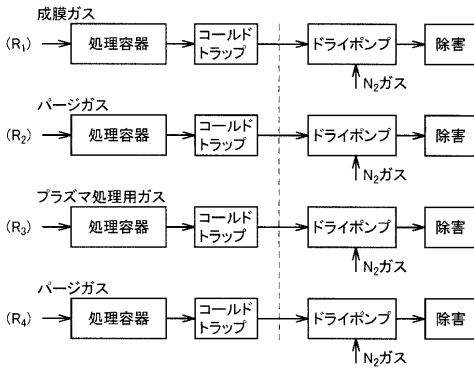 成膜ガス
(R₁) 処理容器 コールドトラップ ドライポンプ 除害
N₂ガス
パージガス
(R₂) 処理容器 コールドトラップ ドライポンプ 除害
N₂ガス
プラズマ処理用ガス
(R₃) 処理容器 コールドトラップ ドライポンプ 除害
N₂ガス
パージガス
(R₄) 処理容器 コールドトラップ ドライポンプ 除害
N₂ガス